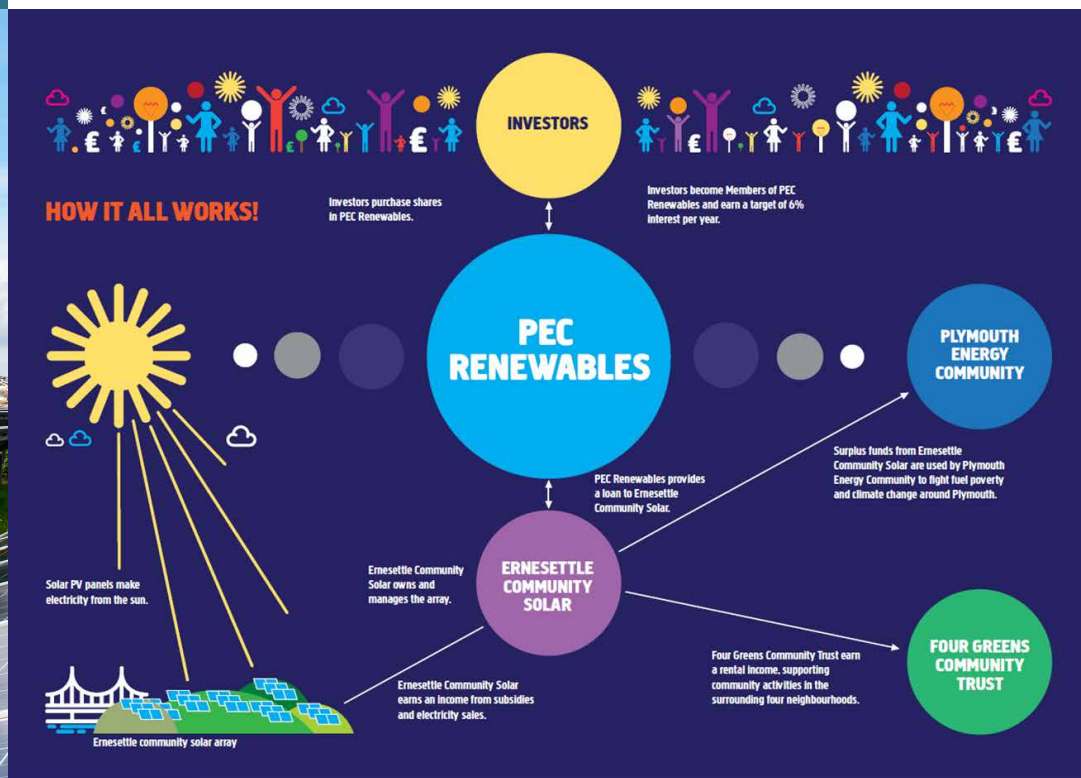 INVESTORS
HOW IT ALL WORKS!
Investors purchase shares
in PEC Renewables.
Investors become Members of PEC
Renewables and earn a target of 6%
interest per year.
PEC
RENEWABLES
PLYMOUTH
ENERGY
COMMUNITY
Surplus funds from Ernesettle
Community Solar are used by Plymouth
Energy Community to fight fuel poverty
and climate change around Plymouth.
PEC Renewables provides
a loan to Ernesettle
Community Solar.
Solar PV panels make
electricity from the sun.
Ernesettle Community
Solar owns and
manages the array.
ERNESETTLE
COMMUNITY
SOLAR
Ernesettle Community Solar
earns an income from subsidies
and electricity sales.
Four Greens Community Trust earn
a rental income, supporting
community activities in the
surrounding four neighbourhoods.
FOUR GREENS
COMMUNITY
TRUST
Ernesettle community solar array